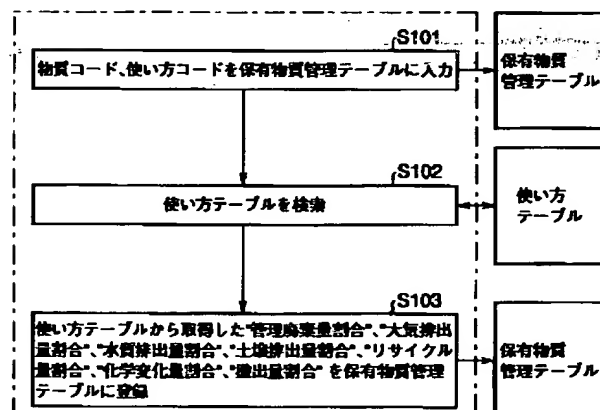 S101
物質コード、使い方コードを保有物質管理テーブルに入力
保有物質
管理テーブル
S102
使い方テーブルを検索
使い方
テーブル
S103
使い方テーブルから取得した"管理廃棄量割合"、"大気排出
量割合"、"水質排出量割合"、"土壌排出量割合"、"リサイクル
量割合"、"化学変化量割合"、"搬出量割合" を保有物質管理
テーブルに登録
保有物質
管理テーブル